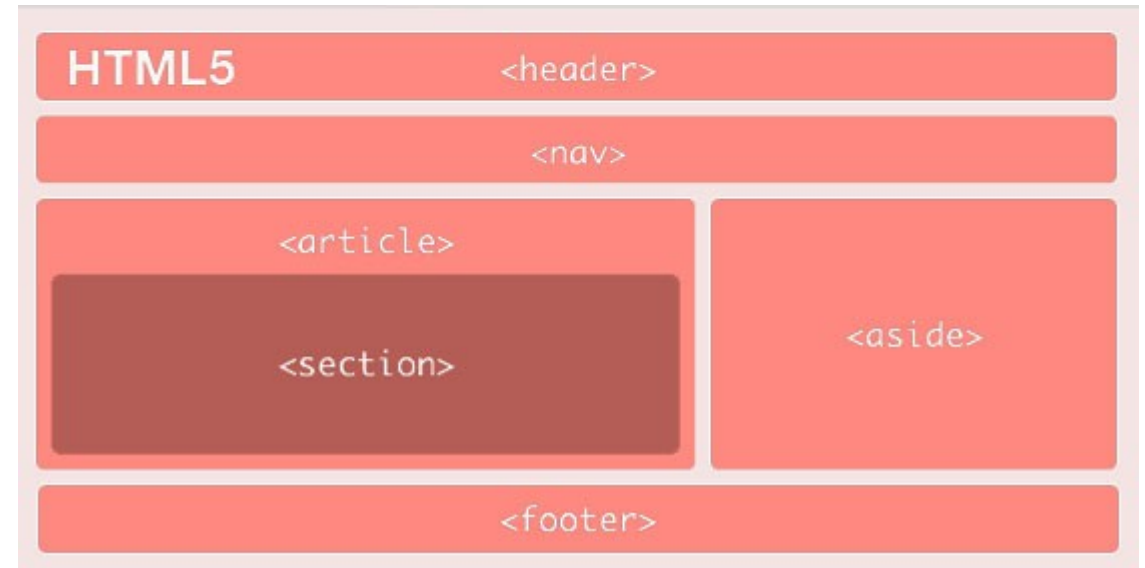 HTML5 <header>
<nav>
<article>
<section>
<aside>
<footer>